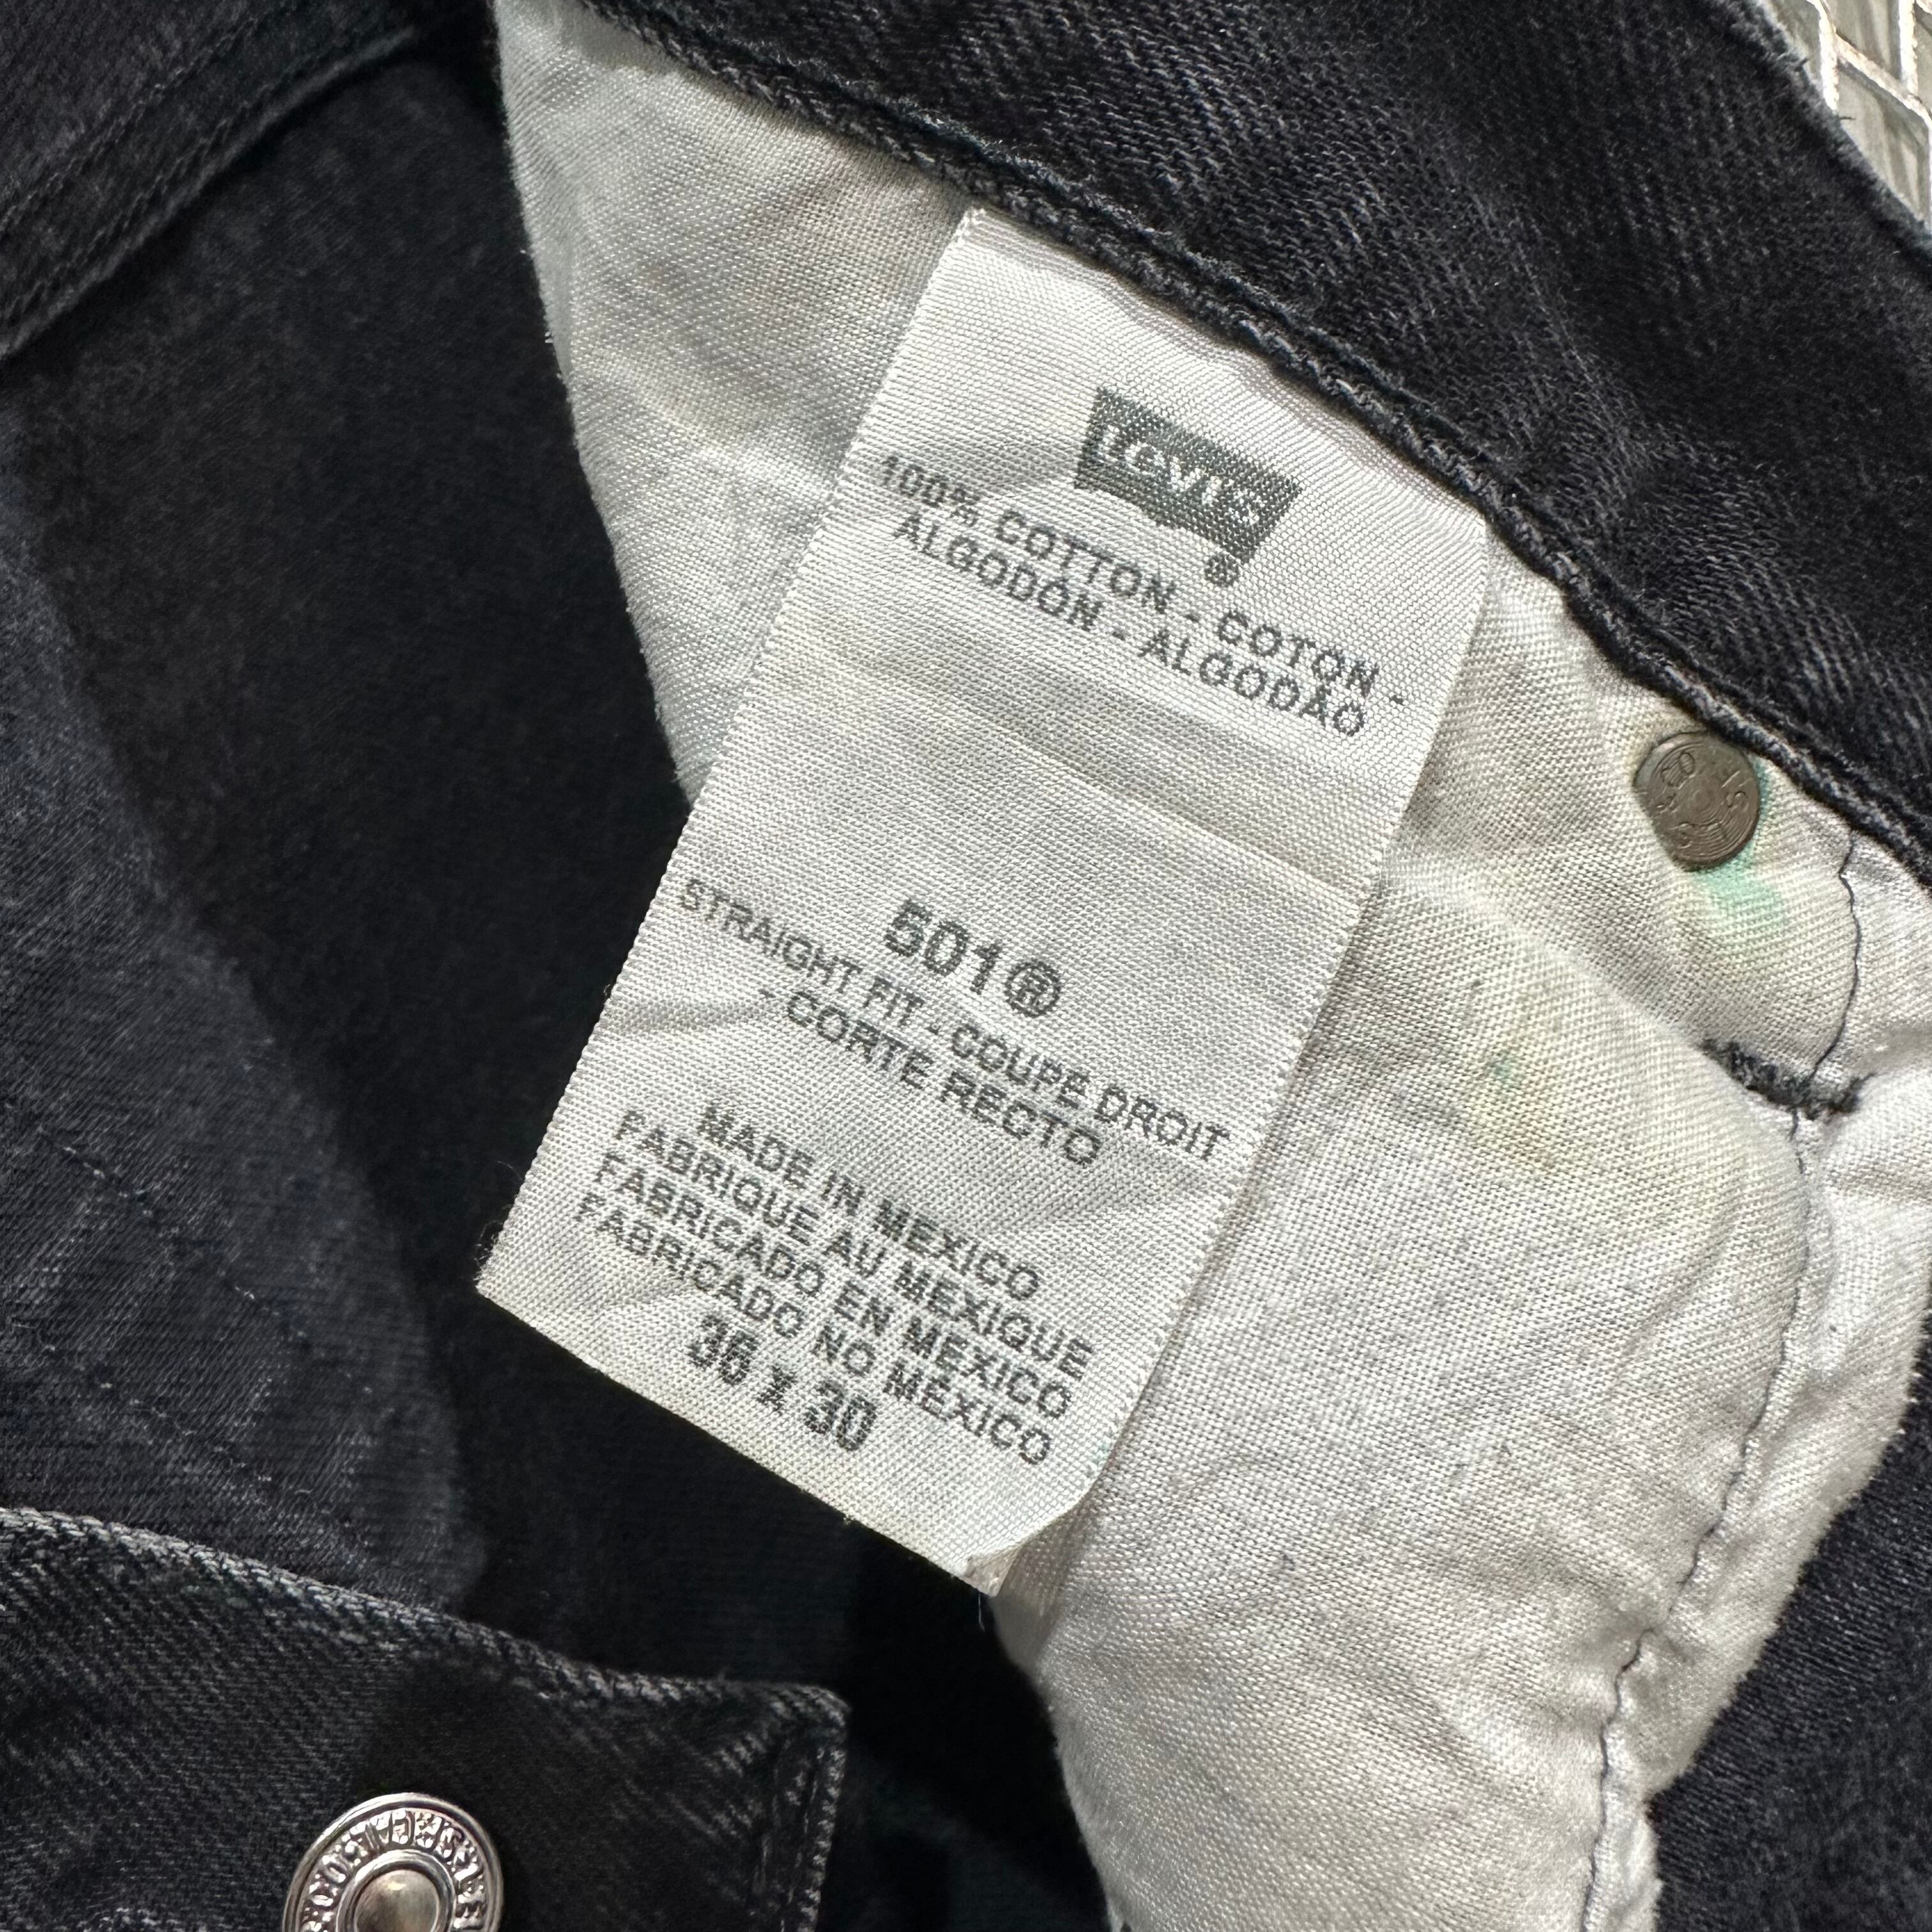 Levi's
®
100% COTTON - COTON -
ALGODÓN - ALGODÃO
501®
STRAIGHT FIT - COUPE DROIT
- CORTE RECTO
MADE IN MEXICO
FABRIQUE AU MEXIQUE
FABRICADO EN MEXICO
FABRICADO NO MÉXICO
36 x 30